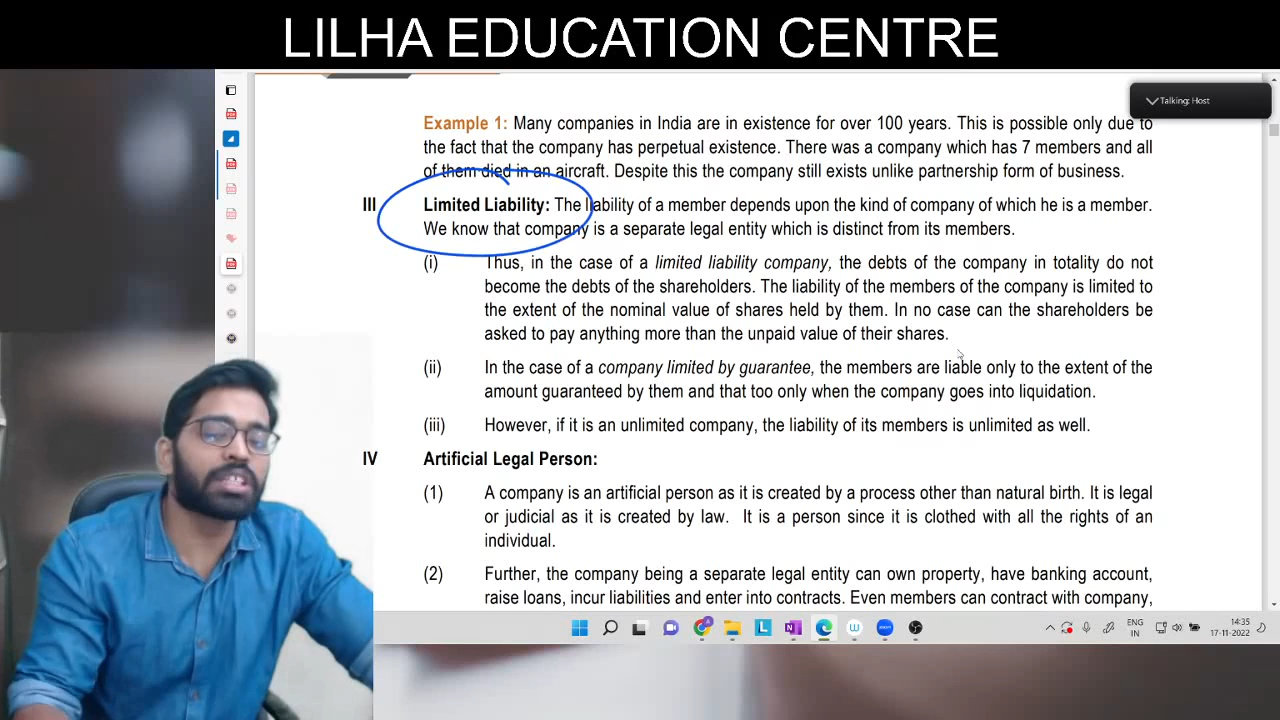 LILHA EDUCATION CENTRE
Talking: Host
Example 1: Many companies in India are in existence for over 100 years. This is possible only due to
the fact that the company has perpetual existence. There was a company which has 7 members and all
of them died in an aircraft. Despite this the company still exists unlike partnership form of business.
III Limited Liability: The liability of a member depends upon the kind of company of which he is a member.
We know that company is a separate legal entity which is distinct from its members.
(i) Thus, in the case of a limited liability company, the debts of the company in totality do not
become the debts of the shareholders. The liability of the members of the company is limited to
the extent of the nominal value of shares held by them. In no case can the shareholders be
asked to pay anything more than the unpaid value of their shares.
(ii) In the case of a company limited by guarantee, the members are liable only to the extent of the
amount guaranteed by them and that too only when the company goes into liquidation.
(iii) However, if it is an unlimited company, the liability of its members is unlimited as well.
IV Artificial Legal Person:
(1) A company is an artificial person as it is created by a process other than natural birth. It is legal
or judicial as it is created by law. It is a person since it is clothed with all the rights of an
individual.
(2) Further, the company being a separate legal entity can own property, have banking account,
raise loans, incur liabilities and enter into contracts. Even members can contract with company,
ENG
IN
14:35
17-11-2022